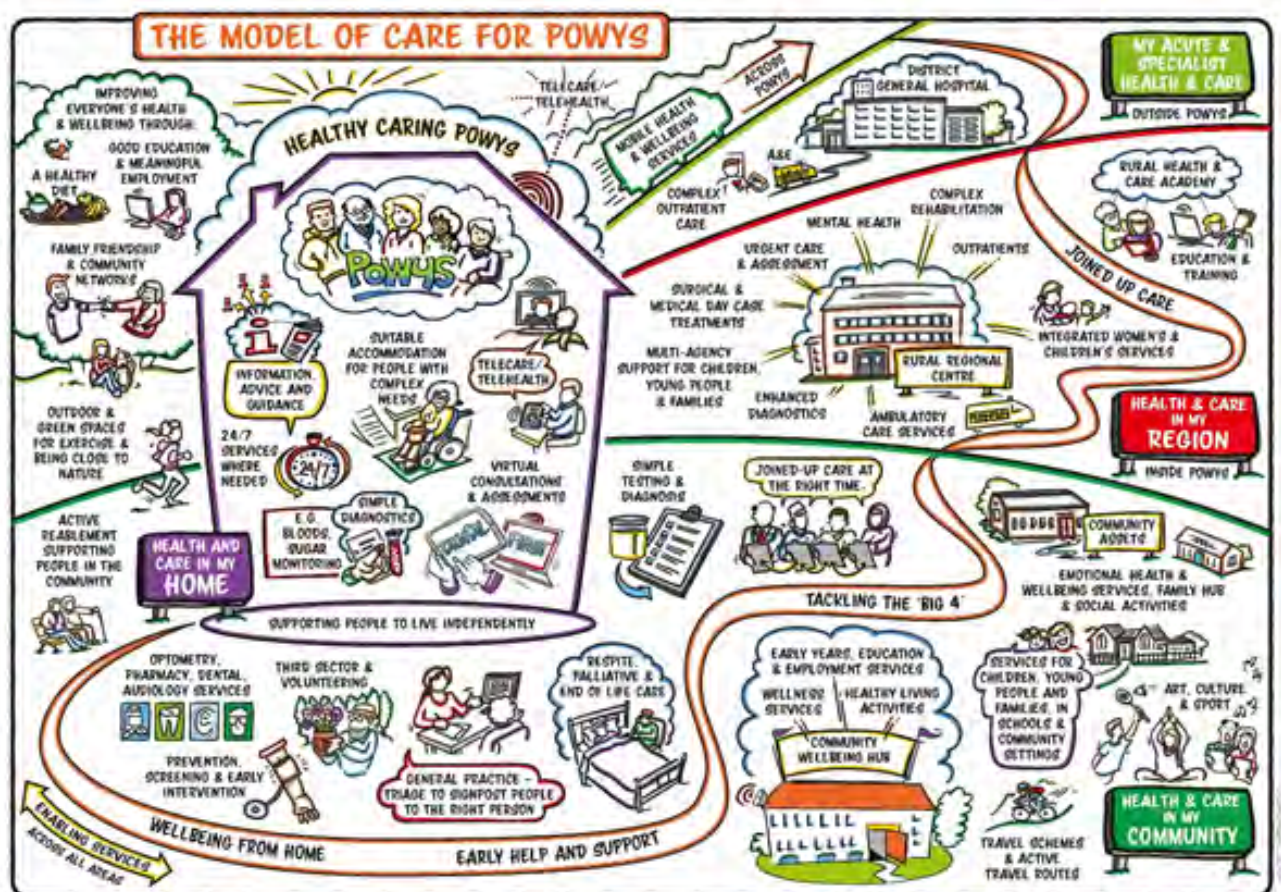 THE MODEL OF CARE FOR POWYS
IMPROVING
EVERYONE'S HEALTH
& WELLBEING THROUGH:
A HEALTHY
DIET
GOOD EDUCATION
& MEANINGFUL
EMPLOYMENT
FAMILY FRIENDSHIP
& COMMUNITY
NETWORKS
OUTDOOR &
GREEN SPACES
FOR EXERCISE &
BEING CLOSE TO
NATURE
ACTIVE
REABLEMENT
SUPPORTING
PEOPLE IN THE
COMMUNITY
HEALTHY CARING POWYS
POWYS
i
INFORMATION
ADVICE AND
GUIDANCE
24/7
SERVICES
WHERE
NEEDED
24/7
SUITABLE
ACCOMMODATION
FOR PEOPLE WITH
COMPLEX
NEEDS
TELECARE/
TELEHEALTH
VIRTUAL
CONSULTATIONS
& ASSESSMENTS
DIGITAL
FIRST
E.G.
BLOODS,
SUGAR
MONITORING
SIMPLE
DIAGNOSTICS
HEALTH AND
CARE IN MY
HOME
SUPPORTING PEOPLE TO LIVE INDEPENDENTLY
TELECARE/
TELEHEALTH
MOBILE HEALTH
& WELLBEING
SERVICES
ACROSS
POWYS
DISTRICT
GENERAL HOSPITAL
A&E
COMPLEX
OUTPATIENT
CARE
MY ACUTE &
SPECIALIST
HEALTH & CARE
OUTSIDE POWYS
RURAL HEALTH &
CARE ACADEMY
EDUCATION &
TRAINING
JOINED UP CARE
MENTAL HEALTH
COMPLEX
REHABILITATION
OUTPATIENTS
URGENT CARE
& ASSESSMENT
SURGICAL &
MEDICAL DAY CASE
TREATMENTS
MULTI-AGENCY
SUPPORT FOR CHILDREN,
YOUNG PEOPLE
& FAMILIES
ENHANCED
DIAGNOSTICS
AMBULATORY
CARE SERVICES
RURAL REGIONAL
CENTRE
INTEGRATED WOMEN'S &
CHILDREN'S SERVICES
HEALTH & CARE
IN MY
REGION
INSIDE POWYS
SIMPLE
TESTING &
DIAGNOSIS
JOINED-UP CARE AT
THE RIGHT TIME.
COMMUNITY
ASSETS
EMOTIONAL HEALTH &
WELLBEING SERVICES, FAMILY HUB
& SOCIAL ACTIVITIES
TACKLING THE 'BIG 4'
OPTOMETRY,
PHARMACY, DENTAL,
AUDIOLOGY SERVICES
THIRD SECTOR &
VOLUNTEERING
PREVENTION,
SCREENING & EARLY
INTERVENTION
GENERAL PRACTICE -
TRIAGE TO SIGNPOST PEOPLE
TO THE RIGHT PERSON
RESPITE,
PALLIATIVE &
END OF LIFE CARE
EARLY YEARS, EDUCATION
& EMPLOYMENT SERVICES
WELLNESS
SERVICES
HEALTHY LIVING
ACTIVITIES
COMMUNITY
WELLBEING HUB
SERVICES FOR
CHILDREN, YOUNG
PEOPLE AND
FAMILIES, IN
SCHOOLS &
COMMUNITY
SETTINGS
ART, CULTURE
& SPORT
TRAVEL SCHEMES
& ACTIVE
TRAVEL ROUTES
HEALTH & CARE
IN MY
COMMUNITY
ENABLING SERVICES
ACROSS ALL AREAS
WELLBEING FROM HOME
EARLY HELP AND SUPPORT